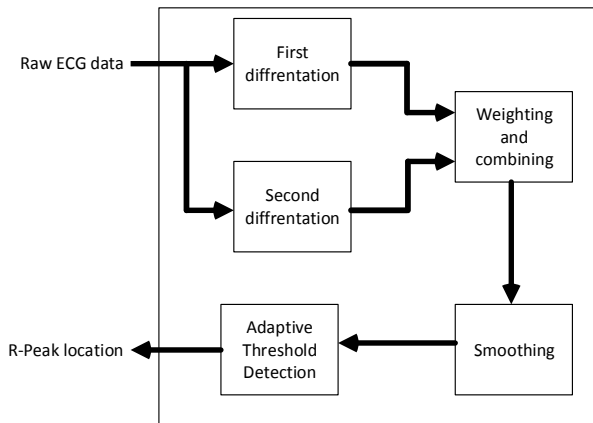 Raw ECG data
First
diffrentation
Weighting
and
combining
Second
diffrentation
R-Peak location
Adaptive
Threshold
Detection
Smoothing